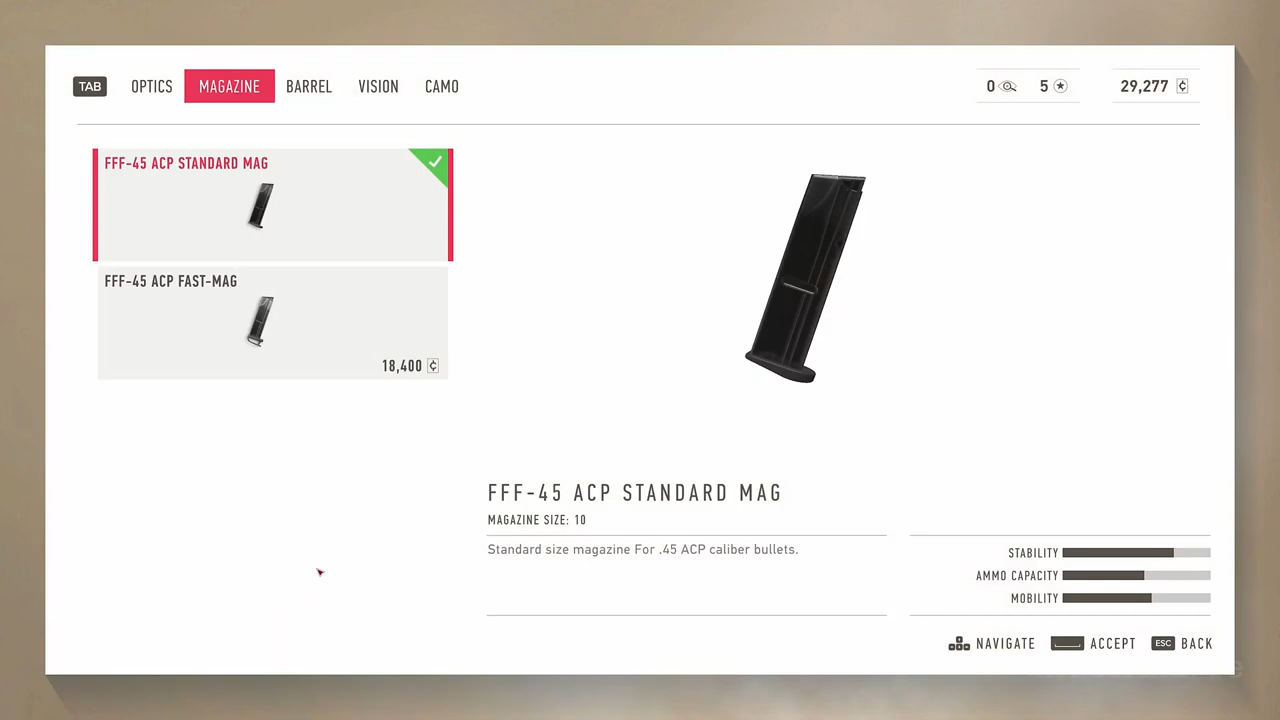 TAB OPTICS MAGAZINE BARREL VISION CAMO 0 5 29,277
FFF-45 ACP STANDARD MAG
FFF-45 ACP FAST-MAG
18,400
FFF-45 ACP STANDARD MAG
MAGAZINE SIZE: 10
Standard size magazine For .45 ACP caliber bullets.
STABILITY
AMMO CAPACITY
MOBILITY
NAVIGATE ACCEPT ESC BACK